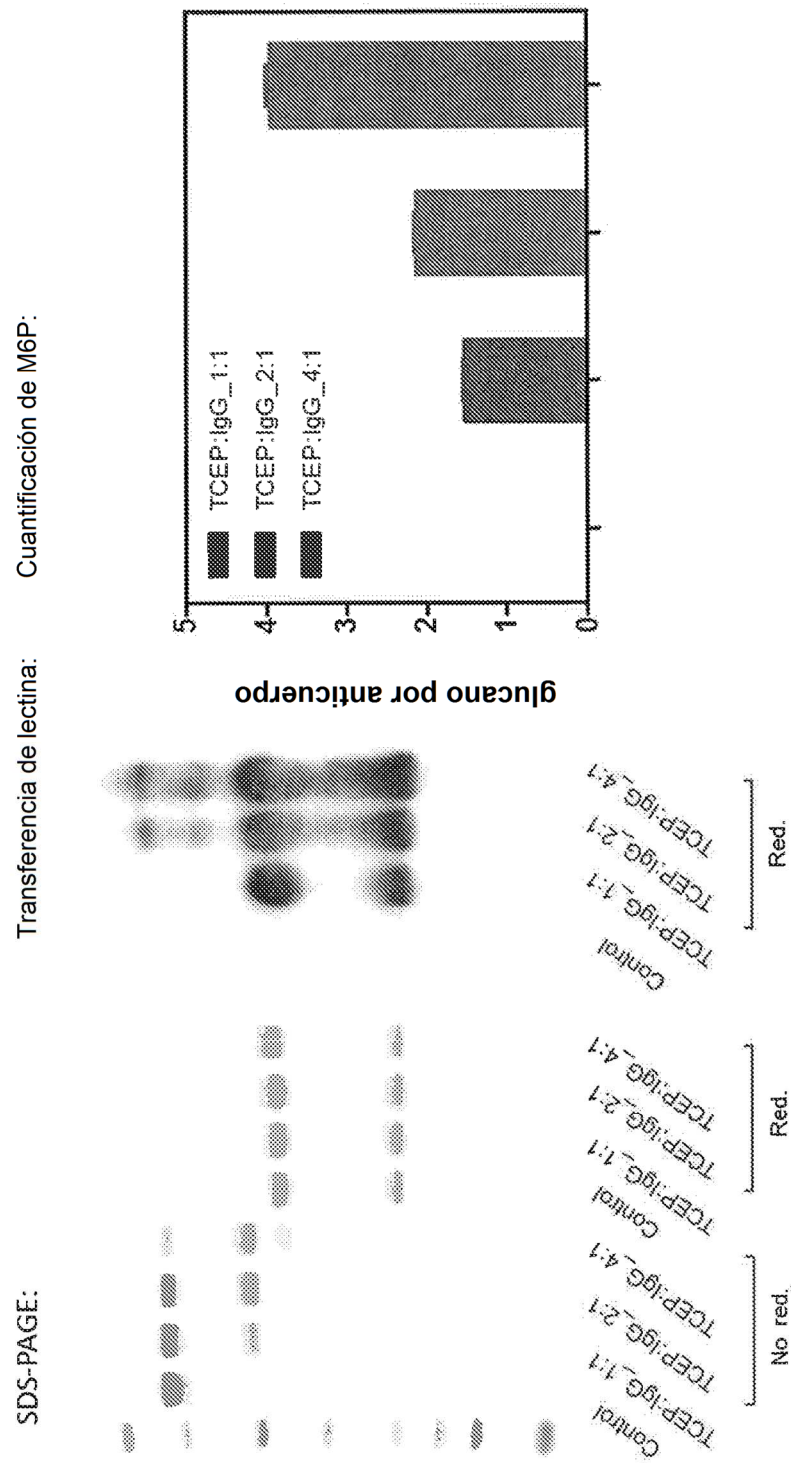 SDS-PAGE:
Control
TCEP:IgG_1:1
TCEP:IgG_2:1
TCEP:IgG_4:1
No red.
Control
TCEP:IgG_1:1
TCEP:IgG_2:1
TCEP:IgG_4:1
Red.
Transferencia de lectina:
Control
TCEP:IgG_1:1
TCEP:IgG_2:1
TCEP:IgG_4:1
Red.
Cuantificación de M6P:
glucano por anticuerpo
5
4
3
2
1
0
TCEP:IgG_1:1
TCEP:IgG_2:1
TCEP:IgG_4:1